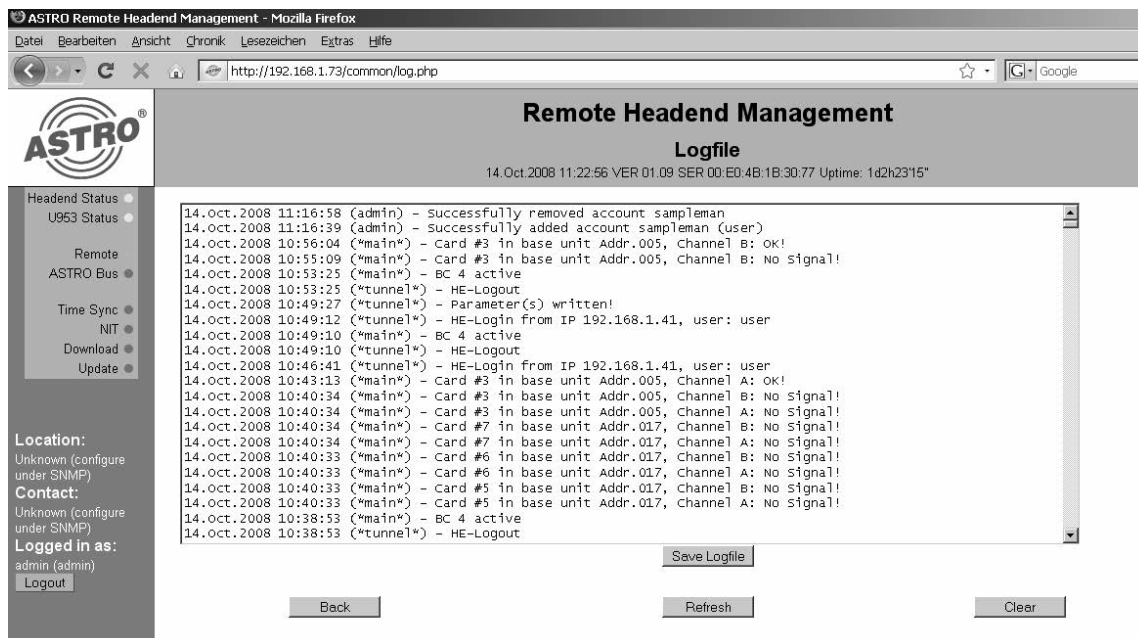 ASTRO Remote Headend Management - Mozilla Firefox
Datei Bearbeiten Ansicht Chronik Lesezeichen Extras Hilfe
http://192.168.1.73/common/log.php
G Google
ASTRO®
Remote Headend Management
Logfile
14.Oct.2008 11:22:56 VER 01.09 SER 00:E0:4B:1B:30:77 Uptime: 1d2h23'15"
Headend Status
U953 Status
Remote
ASTRO Bus
Time Sync
NIT
Download
Update
Location:
Unknown (configure
under SNMP)
Contact:
Unknown (configure
under SNMP)
Logged in as:
admin (admin)
Logout
14.Oct.2008 11:16:58 (admin) - Successfully removed account sampleman
14.Oct.2008 11:16:39 (admin) - Successfully added account sampleman (user)
14.Oct.2008 10:56:04 (*main*) - Card #3 in base unit Addr.005, Channel B: OK!
14.Oct.2008 10:55:09 (*main*) - Card #3 in base unit Addr.005, Channel B: No Signal!
14.Oct.2008 10:53:25 (*main*) - BC 4 active
14.Oct.2008 10:53:25 (*tunnel*) - HE-Logout
14.Oct.2008 10:49:27 (*tunnel*) - Parameter(s) written!
14.Oct.2008 10:49:12 (*tunnel*) - HE-Login from IP 192.168.1.41, user: user
14.Oct.2008 10:49:10 (*main*) - BC 4 active
14.Oct.2008 10:49:10 (*tunnel*) - HE-Logout
14.Oct.2008 10:46:41 (*tunnel*) - HE-Login from IP 192.168.1.41, user: user
14.Oct.2008 10:43:13 (*main*) - Card #3 in base unit Addr.005, Channel A: OK!
14.Oct.2008 10:40:34 (*main*) - Card #3 in base unit Addr.005, Channel B: No Signal!
14.Oct.2008 10:40:34 (*main*) - Card #3 in base unit Addr.005, Channel A: No Signal!
14.Oct.2008 10:40:34 (*main*) - Card #7 in base unit Addr.017, Channel B: No Signal!
14.Oct.2008 10:40:34 (*main*) - Card #7 in base unit Addr.017, Channel A: No Signal!
14.Oct.2008 10:40:33 (*main*) - Card #6 in base unit Addr.017, Channel B: No Signal!
14.Oct.2008 10:40:33 (*main*) - Card #6 in base unit Addr.017, Channel A: No Signal!
14.Oct.2008 10:40:33 (*main*) - Card #5 in base unit Addr.017, Channel B: No Signal!
14.Oct.2008 10:40:33 (*main*) - Card #5 in base unit Addr.017, Channel A: No Signal!
14.Oct.2008 10:38:53 (*main*) - BC 4 active
14.Oct.2008 10:38:53 (*tunnel*) - HE-Logout
Save Logfile
Back Refresh Clear